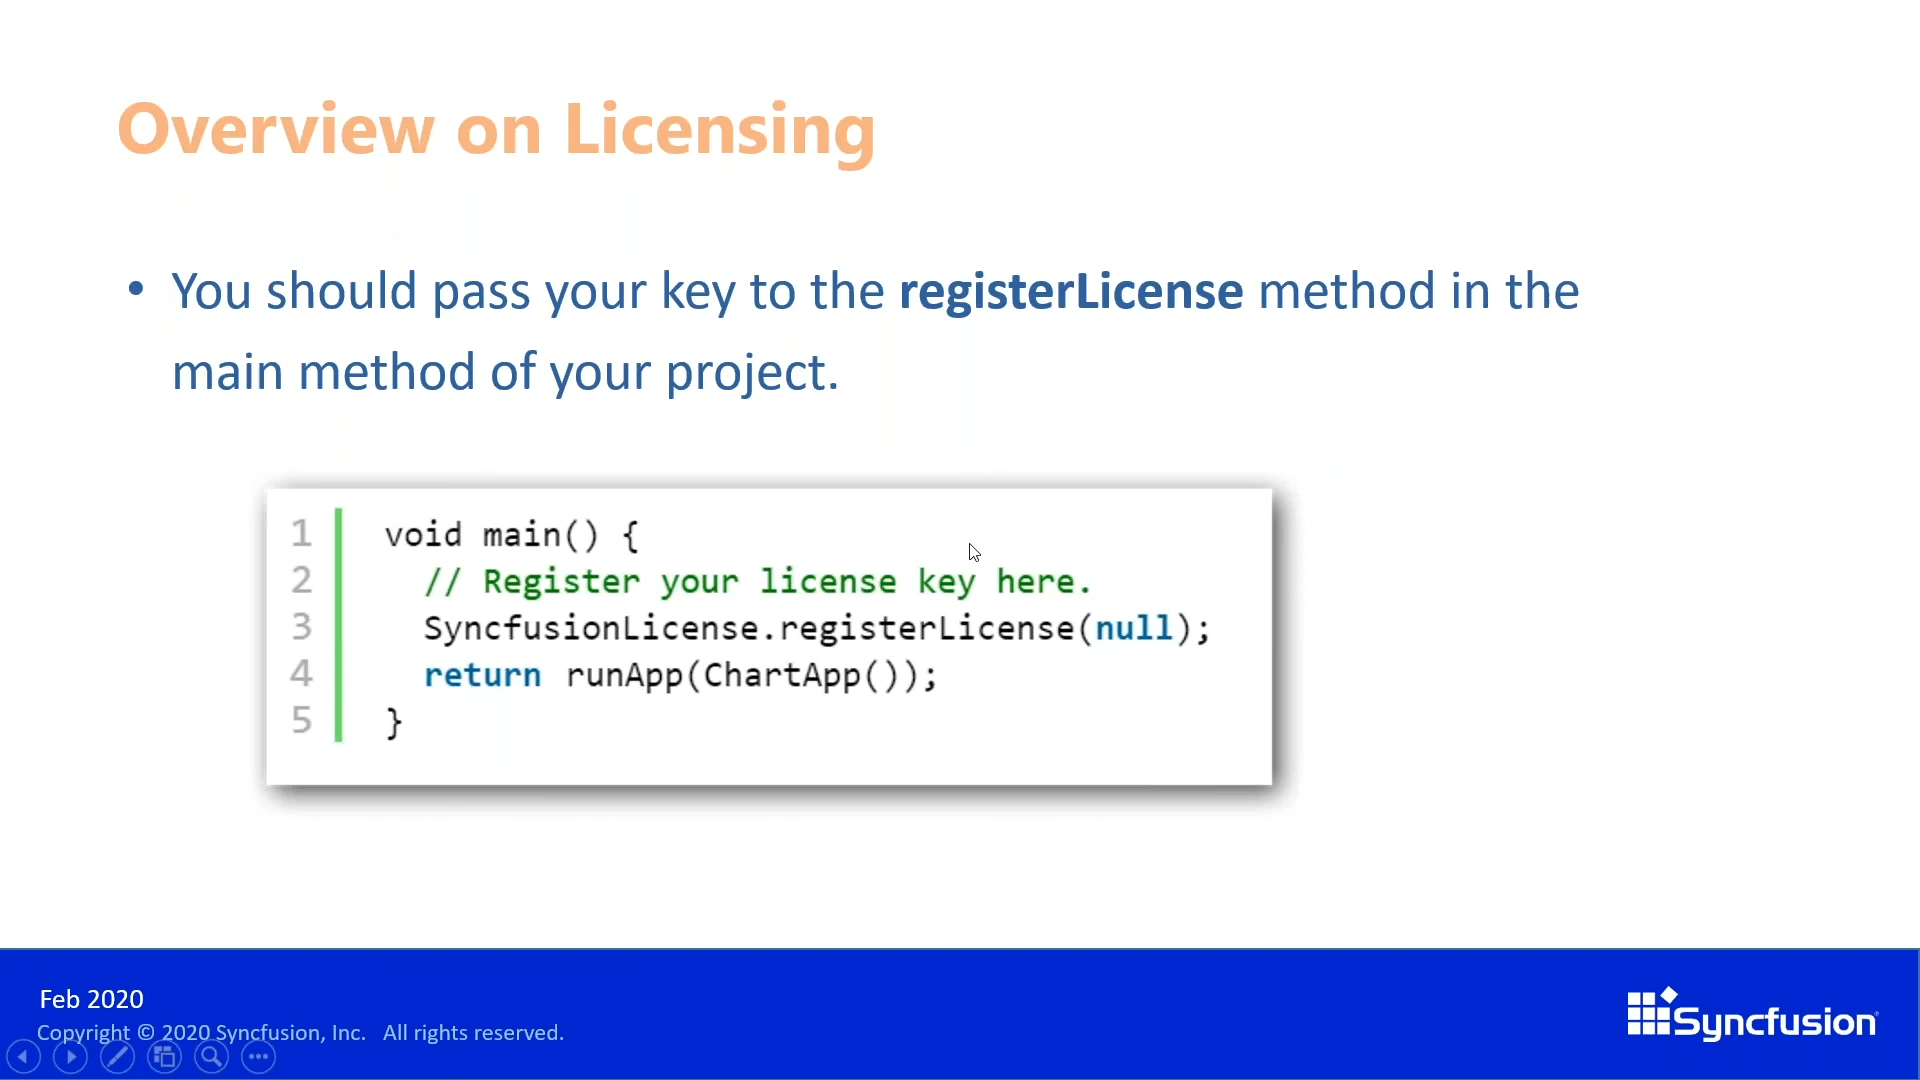 Overview on Licensing
• You should pass your key to the registerLicense method in the
main method of your project.
1 void main() {
2 // Register your license key here.
3 SyncfusionLicense.registerLicense(null);
4 return runApp(ChartApp());
5 }
Feb 2020
Copyright © 2020 Syncfusion, Inc. All rights reserved.
Syncfusion